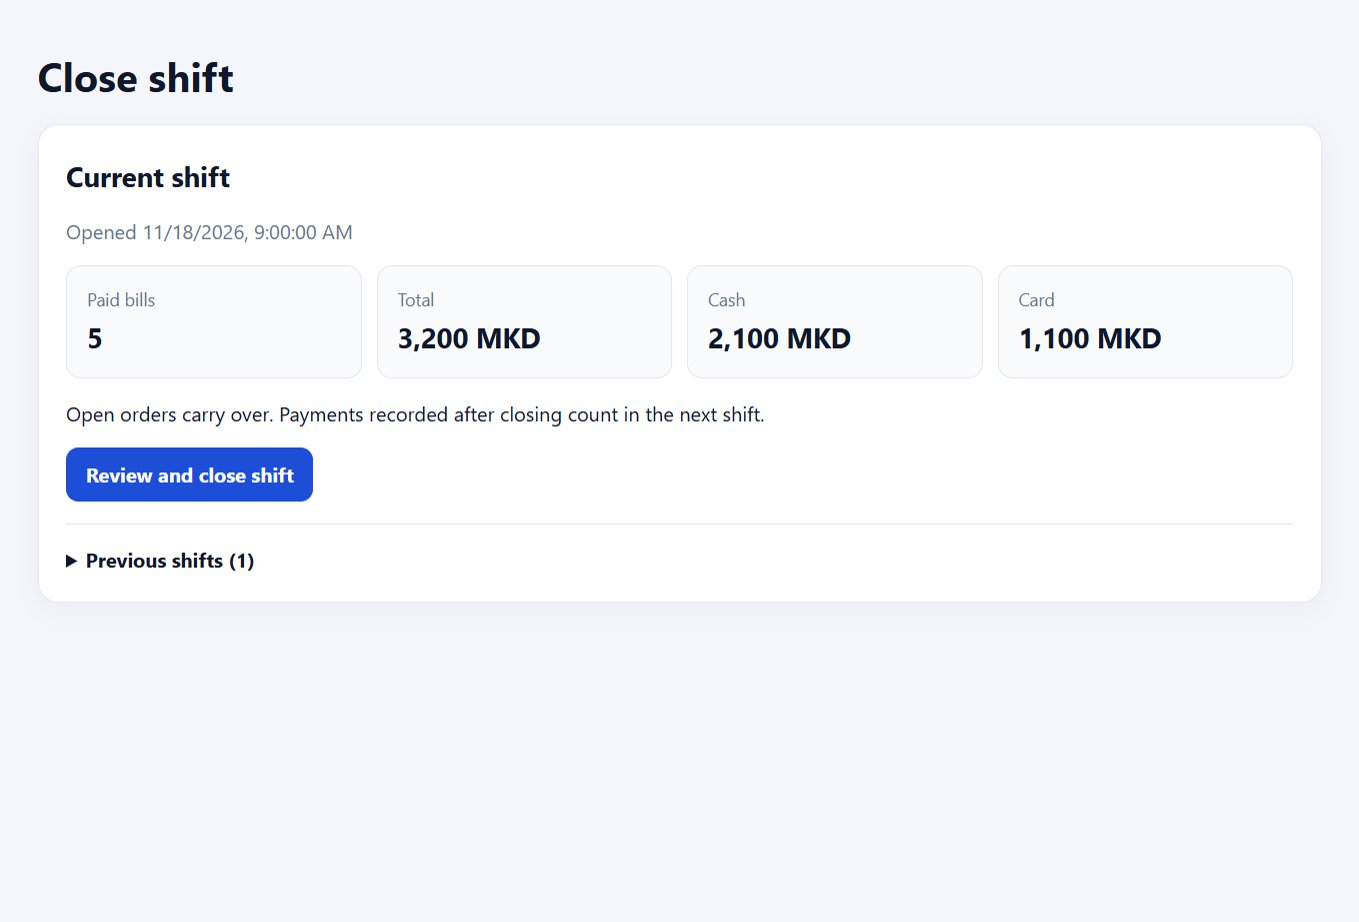 Close shift
Current shift
Opened 11/18/2026, 9:00:00 AM
Paid bills
5
Total
3,200 MKD
Cash
2,100 MKD
Card
1,100 MKD
Open orders carry over. Payments recorded after closing count in the next shift.
Review and close shift
Previous shifts (1)